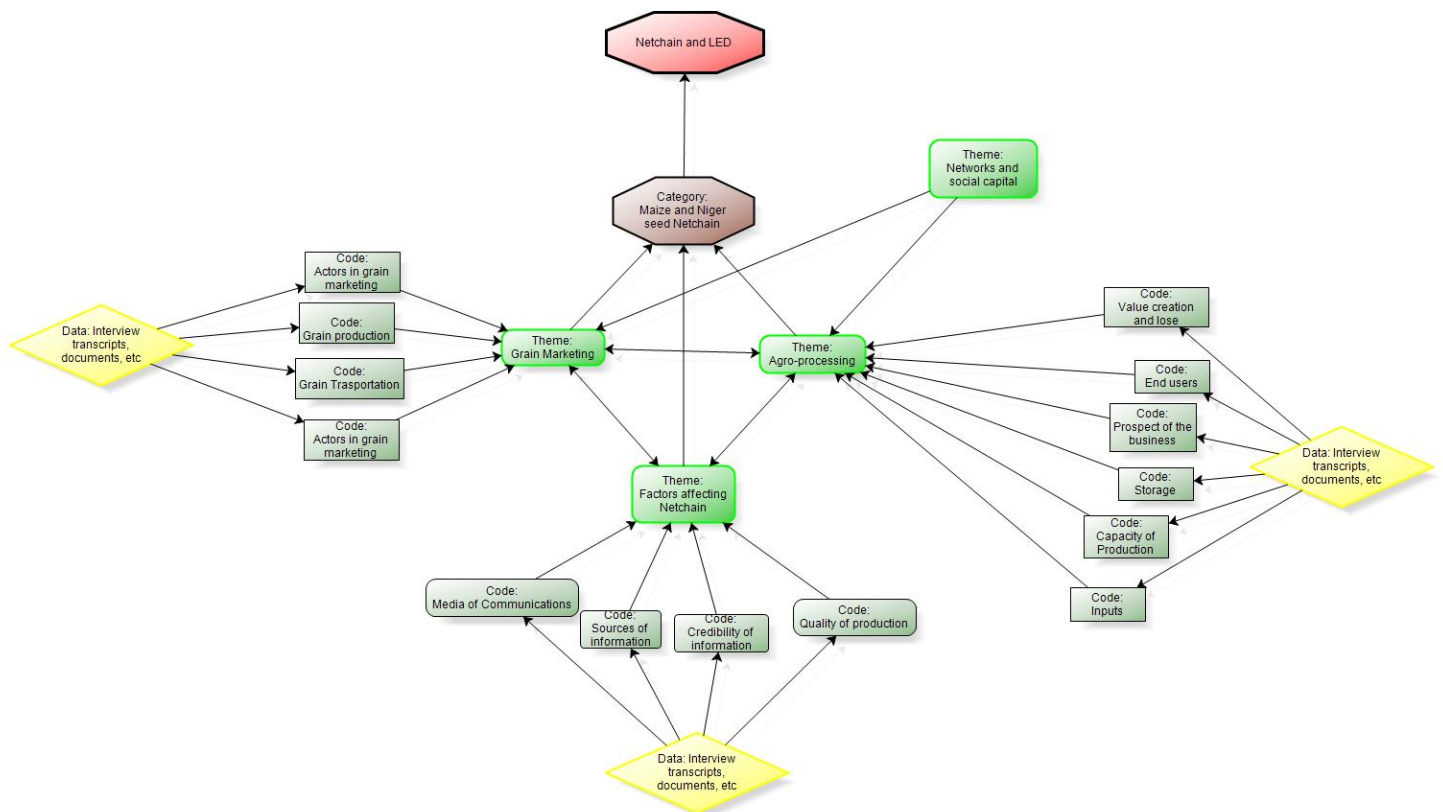 Netchain and LED
Theme:
Networks and
social capital
Category:
Maize and Niger
seed Netchain
Code:
Actors in grain
marketing
Code:
Grain production
Code:
Grain Trasportation
Code:
Actors in grain
marketing
Data: Interview
transcripts,
documents, etc
Theme:
Grain Marketing
Theme:
Agro-processing
Code:
Value creation
and lose
Code:
End users
Code:
Prospect of the
business
Code:
Storage
Code:
Capacity of
Production
Code:
Inputs
Data: Interview
transcripts,
documents, etc
Theme:
Factors affecting
Netchain
Code:
Media of Communications
Code:
Sources of
information
Code:
Credibility of
information
Code:
Quality of production
Data: Interview
transcripts,
documents, etc